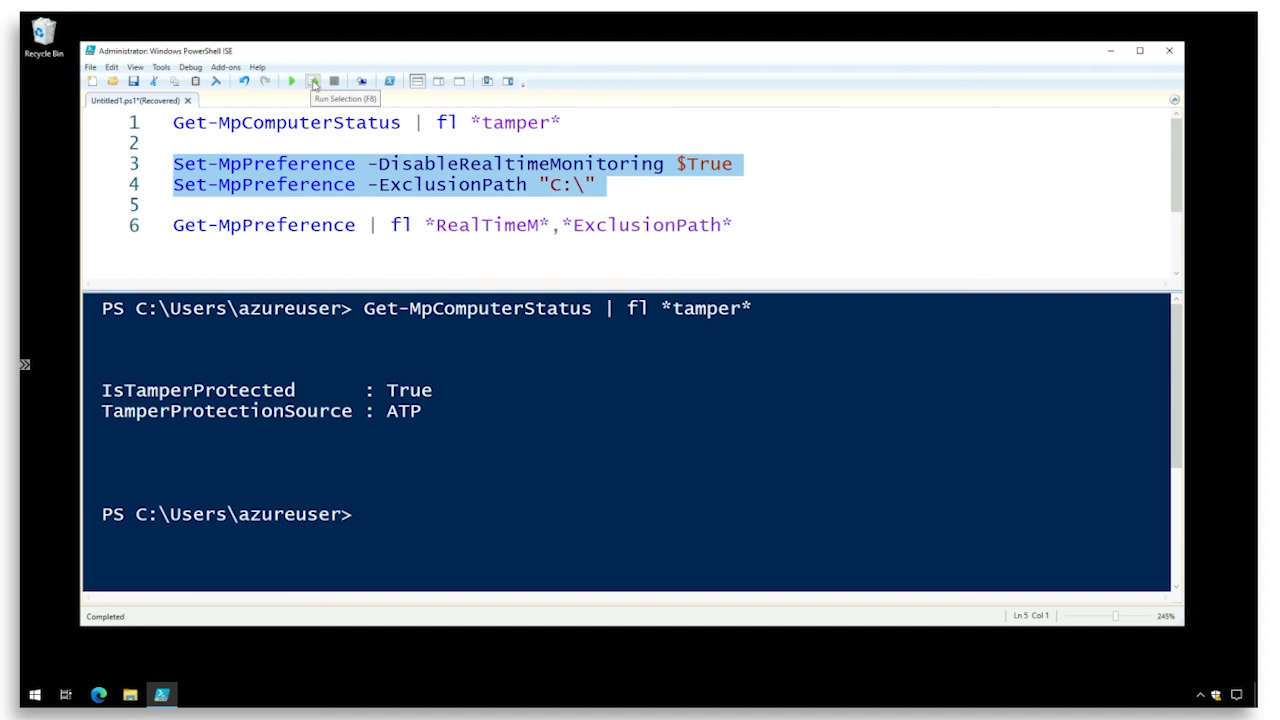 Recycle Bin
Administrator: Windows PowerShell ISE
File Edit View Tools Debug Add-ons Help
Untitled1.ps1*(Recovered)
Run Selection (F8)
1 Get-MpComputerStatus | fl *tamper*
2
3 Set-MpPreference -DisableRealtimeMonitoring $True
4 Set-MpPreference -ExclusionPath "C:\"
5
6 Get-MpPreference | fl *RealTimeM*,*ExclusionPath*
PS C:\Users\azureuser> Get-MpComputerStatus | fl *tamper*
IsTamperProtected : True
TamperProtectionSource : ATP
PS C:\Users\azureuser>
Completed
Ln 5 Col 1
245%